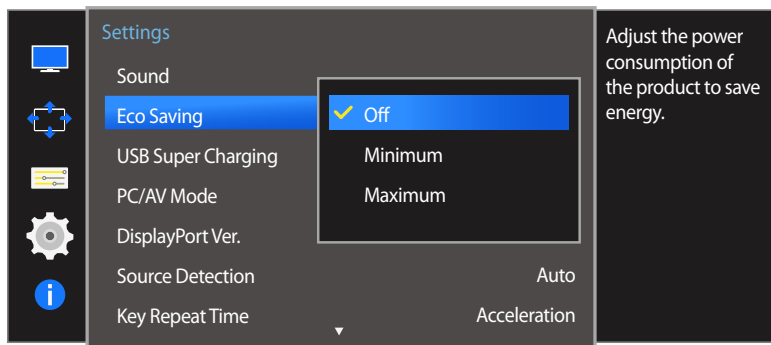 Settings
Sound
Eco Saving
Off
USB Super Charging
Minimum
PC/AV Mode
Maximum
DisplayPort Ver.
Source Detection
Auto
Key Repeat Time
Acceleration
Adjust the power
consumption of
the product to save
energy.